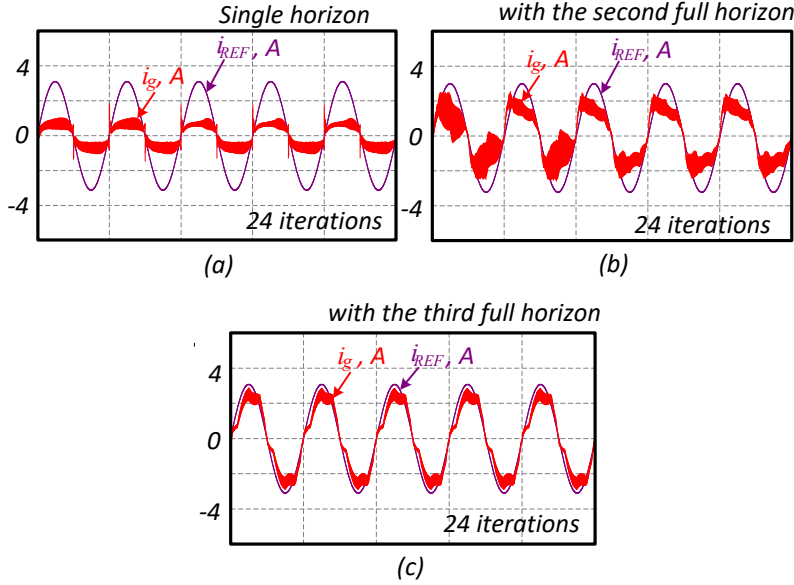 Single horizon
with the second full horizon
4
0
-4
i_REF, A
i_g, A
24 iterations
4
0
-4
i_g, A
i_REF, A
24 iterations
(a)
(b)
with the third full horizon
4
0
-4
i_g , A
i_REF, A
24 iterations
(c)